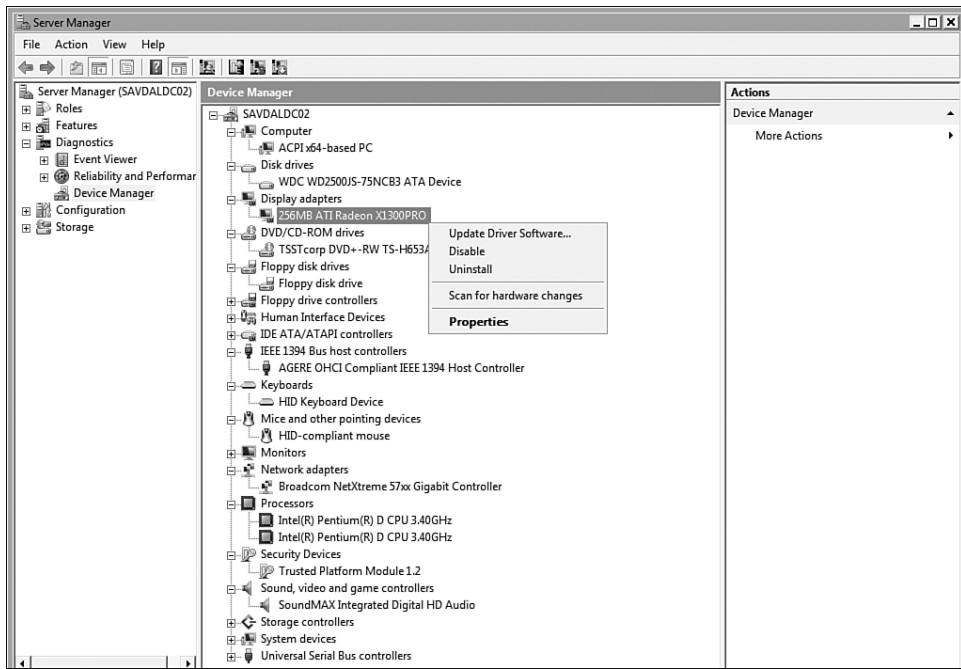 Server Manager
File Action View Help
Server Manager (SAVDALDC02)
Roles
Features
Diagnostics
Event Viewer
Reliability and Performar
Device Manager
Configuration
Storage
Device Manager
SAVDALDC02
Computer
ACPI x64-based PC
Disk drives
WDC WD2500JS-75NCB3 ATA Device
Display adapters
256MB ATI Radeon X1300PRO
DVD/CD-ROM drives
TSSTcorp DVD+-RW TS-H653A
Floppy disk drives
Floppy disk drive
Floppy drive controllers
Human Interface Devices
IDE ATA/ATAPI controllers
IEEE 1394 Bus host controllers
AGERE OHCI Compliant IEEE 1394 Host Controller
Keyboards
HID Keyboard Device
Mice and other pointing devices
HID-compliant mouse
Monitors
Network adapters
Broadcom NetXtreme 57xx Gigabit Controller
Processors
Intel(R) Pentium(R) D CPU 3.40GHz
Intel(R) Pentium(R) D CPU 3.40GHz
Security Devices
Trusted Platform Module 1.2
Sound, video and game controllers
SoundMAX Integrated Digital HD Audio
Storage controllers
System devices
Universal Serial Bus controllers
Update Driver Software...
Disable
Uninstall
Scan for hardware changes
Properties
Actions
Device Manager
More Actions